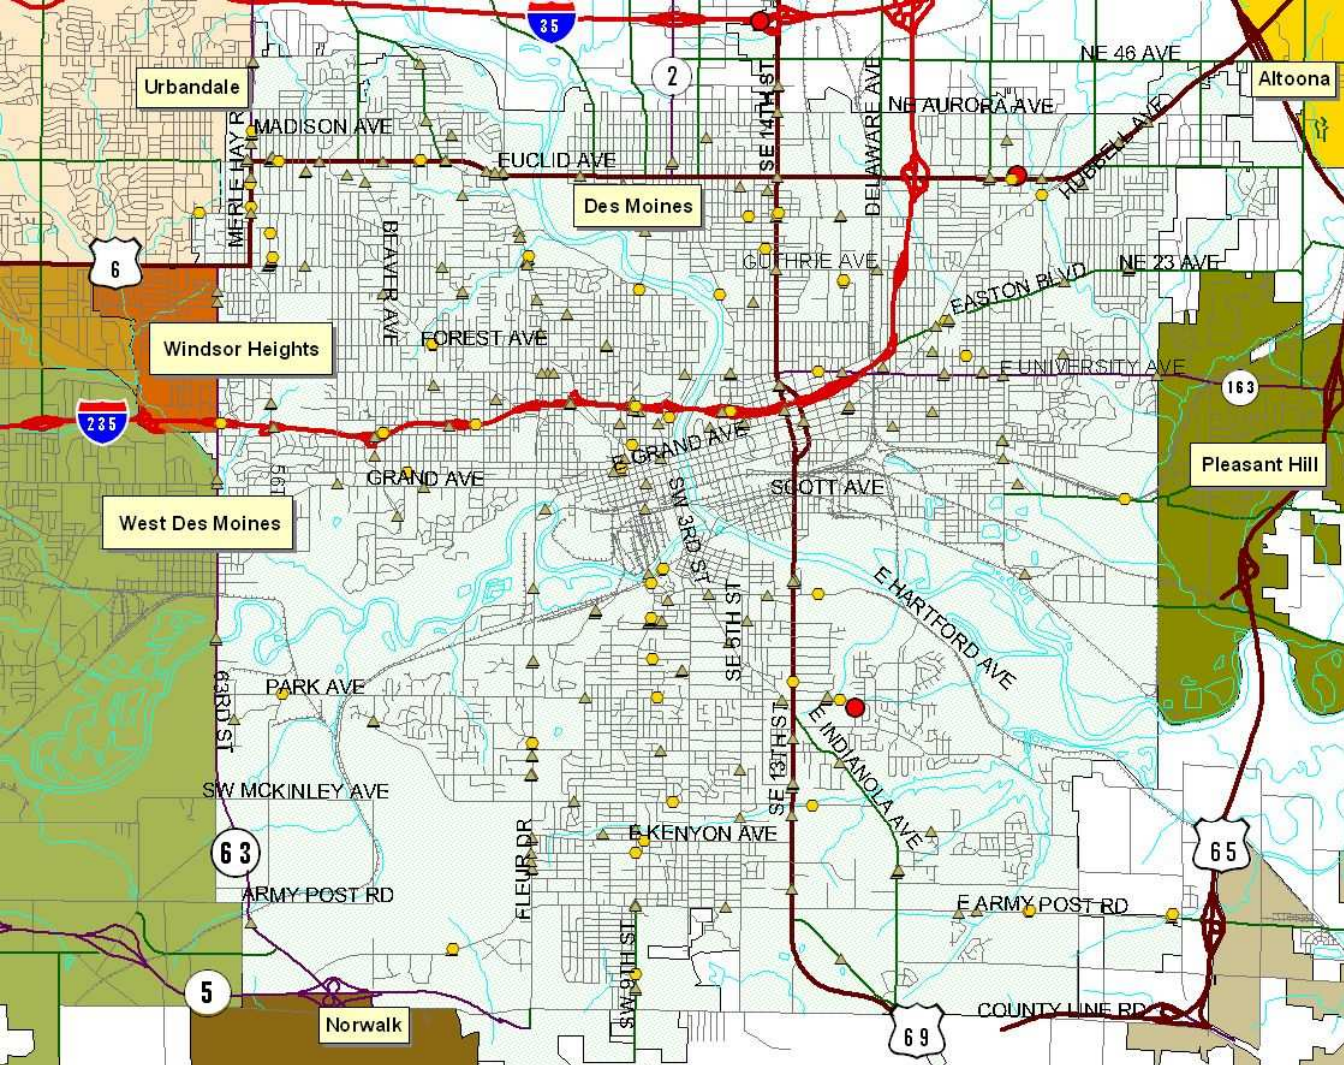 35
NE 46 AVE
2
Altoona
Urbandale
SE 14TH ST
DELAWARE AVE
NE AURORA AVE
HUBBELL AVE
MERLE HAY R
MADISON AVE
EUCLID AVE
Des Moines
BEAVER AVE
GUTHRIE AVE
NE 23 AVE
EASTON BLVD
6
Windsor Heights
FOREST AVE
E UNIVERSITY AVE
163
235
E GRAND AVE
Pleasant Hill
GRAND AVE
SCOTT AVE
SW 3RD ST
West Des Moines
SE 5TH ST
E HARTFORD AVE
63RD ST
PARK AVE
SE 13TH ST
E INDIANOLA AVE
SW MCKINLEY AVE
E KENYON AVE
63
65
FLEUR DR
ARMY POST RD
E ARMY POST RD
SW 9TH ST
5
Norwalk
COUNTY LINE RD
69